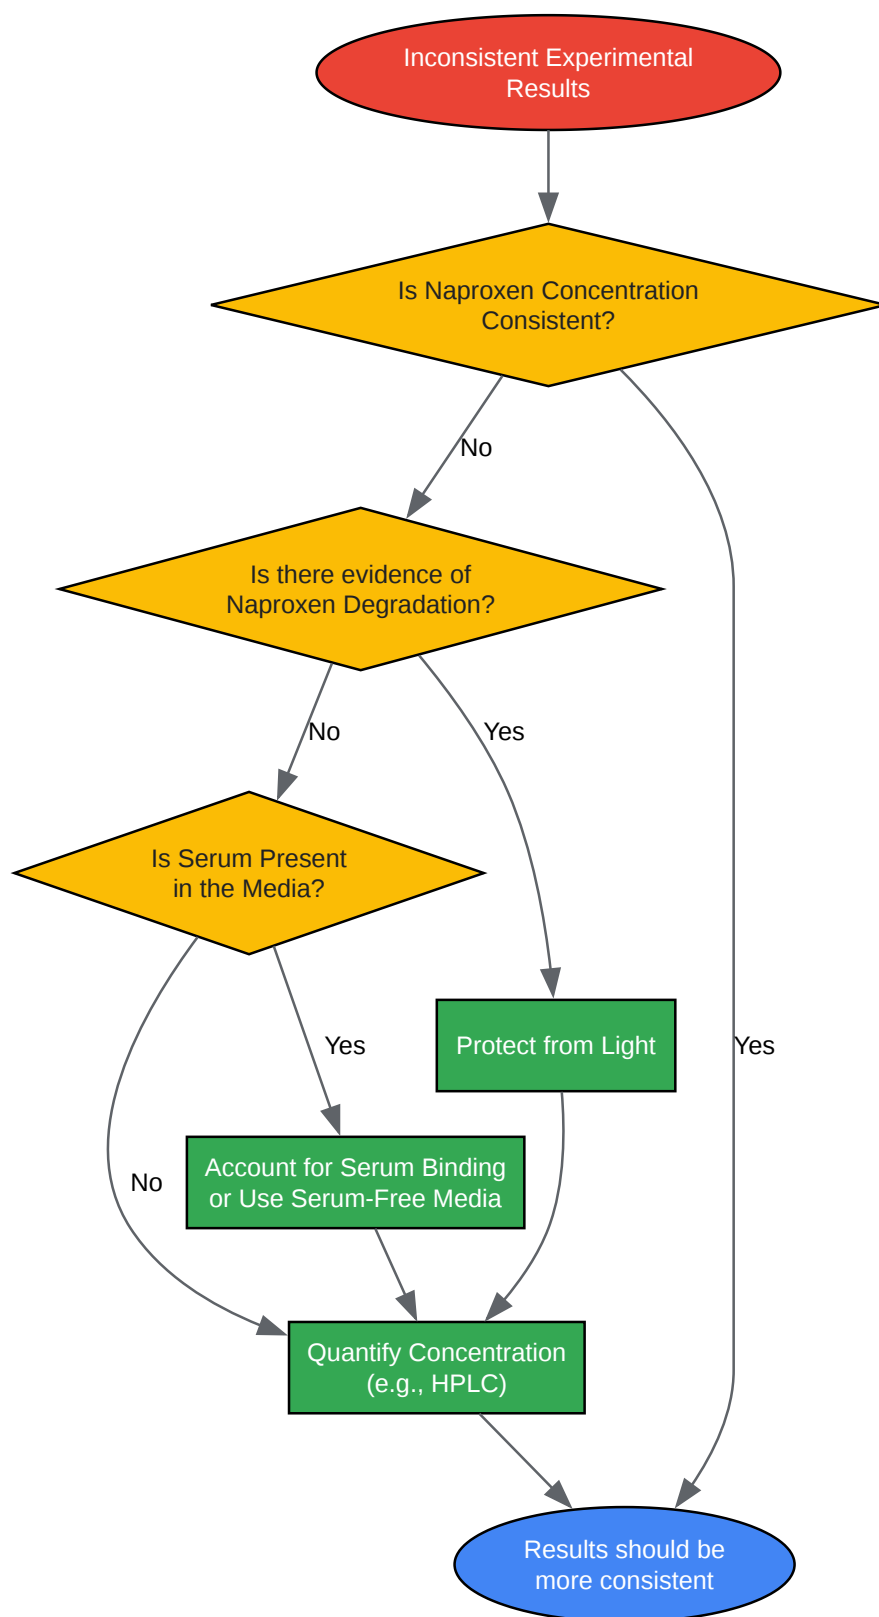 Inconsistent Experimental
Results
Is Naproxen Concentration
Consistent?
No
Is there evidence of
Naproxen Degradation?
No
Yes
Is Serum Present
in the Media?
Yes
Protect from Light
Yes
Account for Serum Binding
or Use Serum-Free Media
No
Quantify Concentration
(e.g., HPLC)
Results should be
more consistent